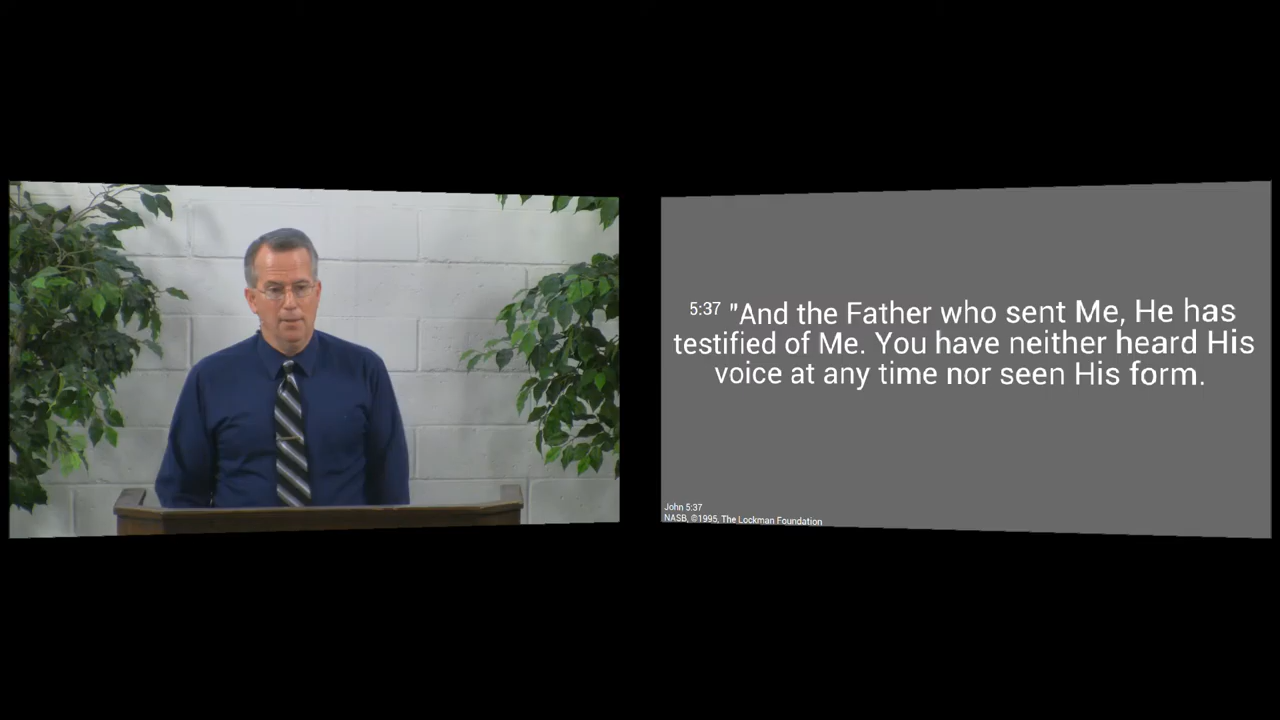 5:37 "And the Father who sent Me, He has
testified of Me. You have neither heard His
voice at any time nor seen His form.
John 5:37
NASB, ©1995, The Lockman Foundation